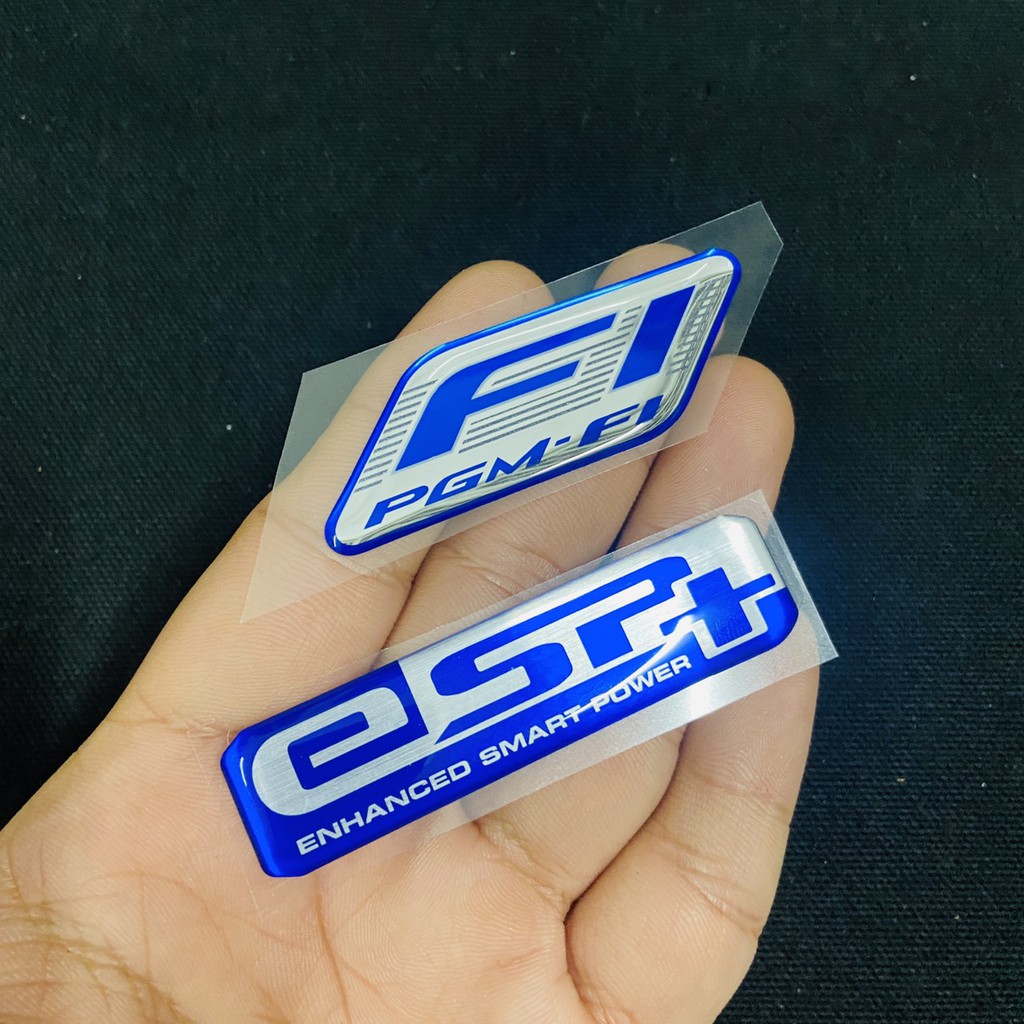 FI
PGM-FI
eSP+
ENHANCED SMART POWER